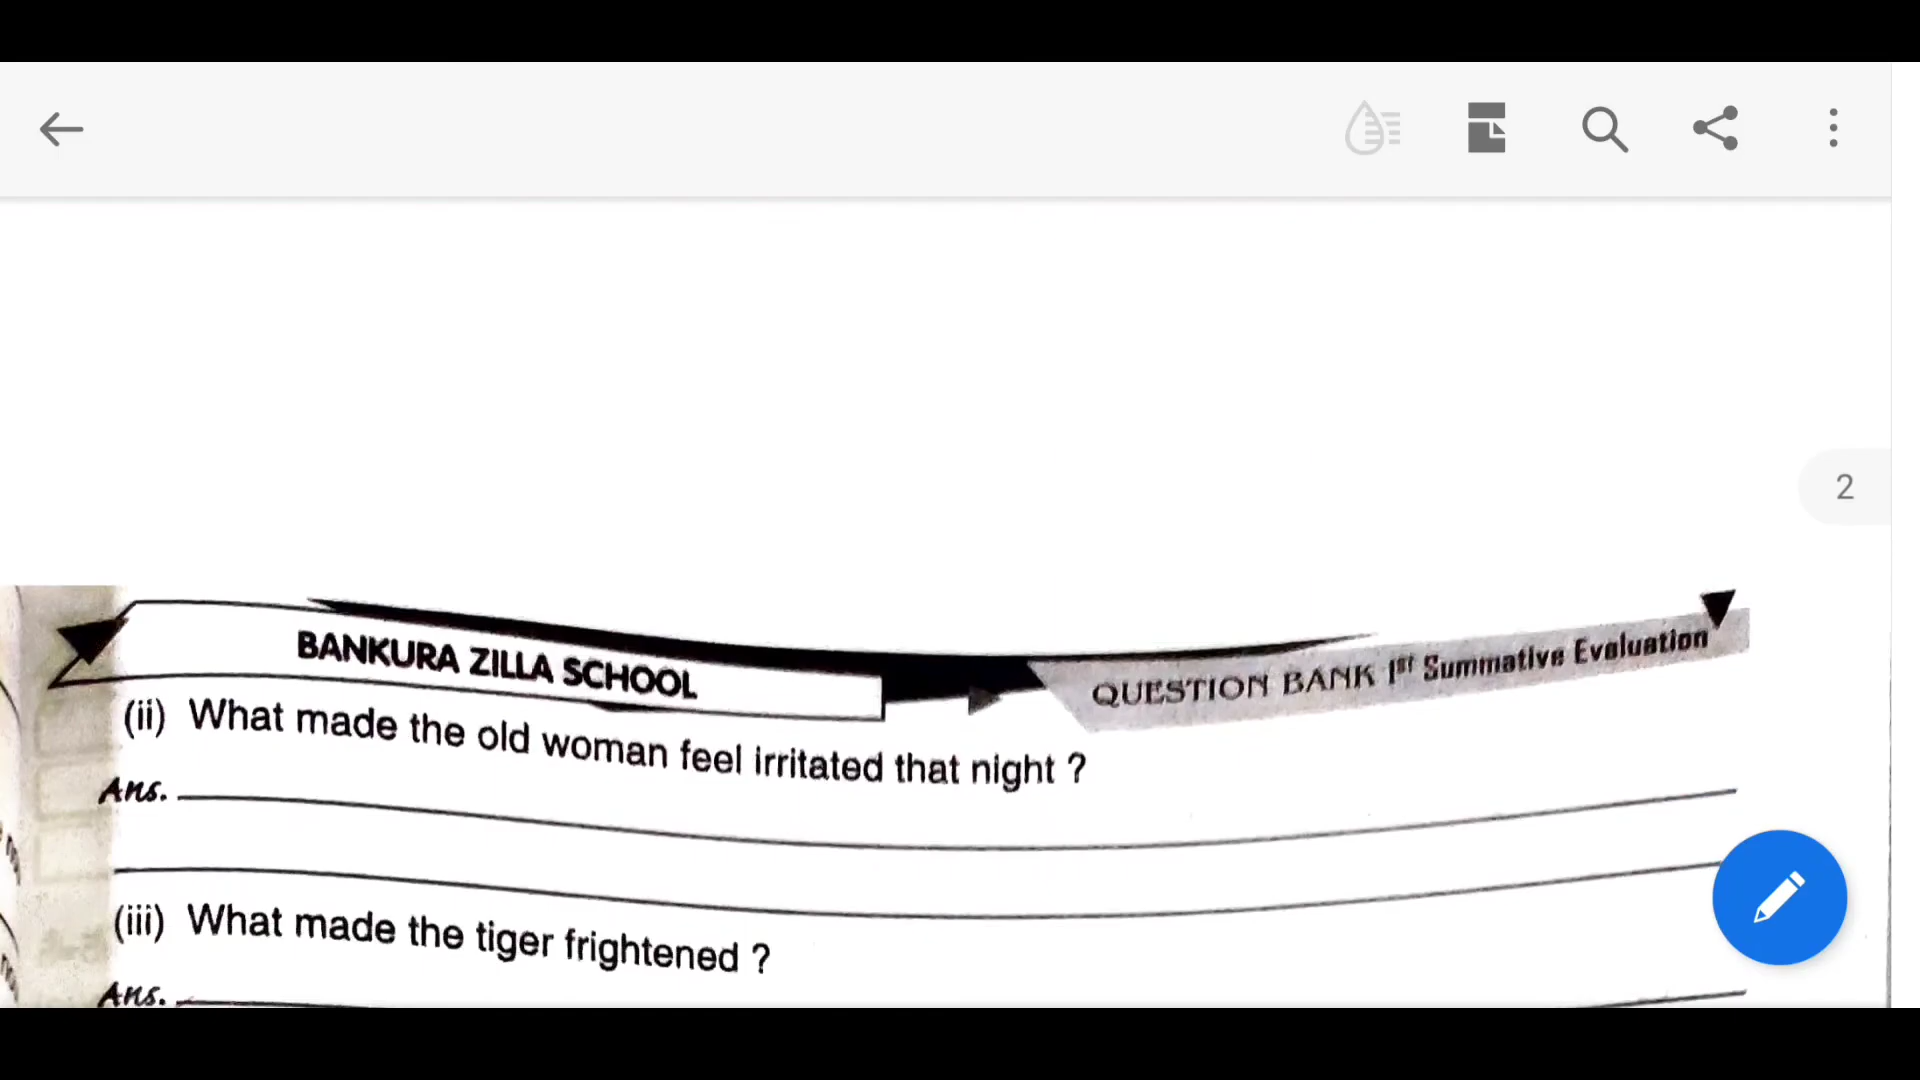 2
BANKURA ZILLA SCHOOL
QUESTION BANK 1st Summative Evaluation
(ii) What made the old woman feel irritated that night ?
Ans.
(iii) What made the tiger frightened ?
Ans.